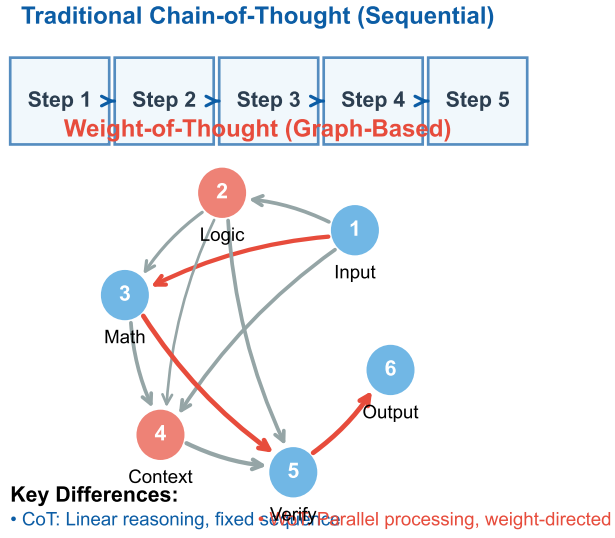 Traditional Chain-of-Thought (Sequential)
Step 1 > Step 2 > Step 3 > Step 4 > Step 5
Weight-of-Thought (Graph-Based)
2
Logic
1
Input
3
Math
6
Output
4
Context
5
Verify
Key Differences:
• CoT: Linear reasoning, fixed sequence
• Parallel processing, weight-directed